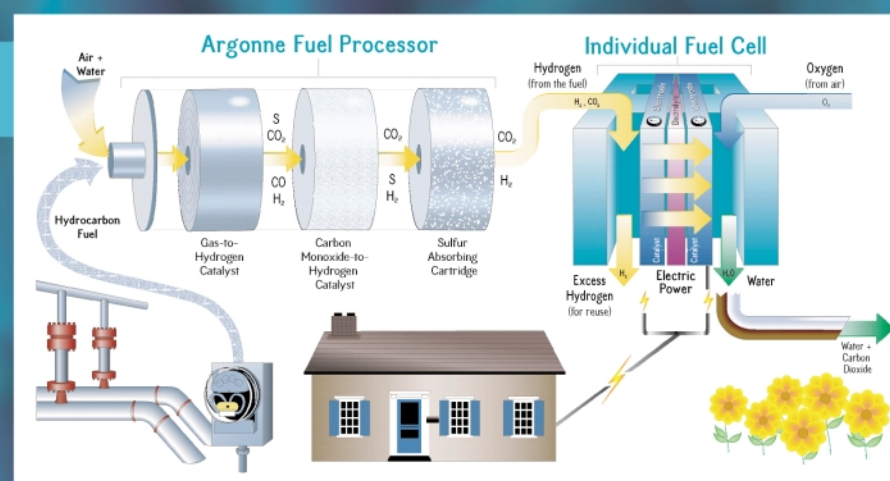 Argonne Fuel Processor
Individual Fuel Cell
Air +
Water
Hydrogen
(from the fuel)
Oxygen
(from air)
H₂, CO₂
O₂
Electrode
Electrolyte
Electrode
S
CO₂
CO
H₂
CO₂
S
H₂
CO₂
H₂
Hydrocarbon
Fuel
Gas-to-
Hydrogen
Catalyst
Carbon
Monoxide-to-
Hydrogen
Catalyst
Sulfur
Absorbing
Cartridge
Catalyst
Catalyst
H₂
H₂O
Excess
Hydrogen
(for reuse)
Electric
Power
Water
Water +
Carbon
Dioxide